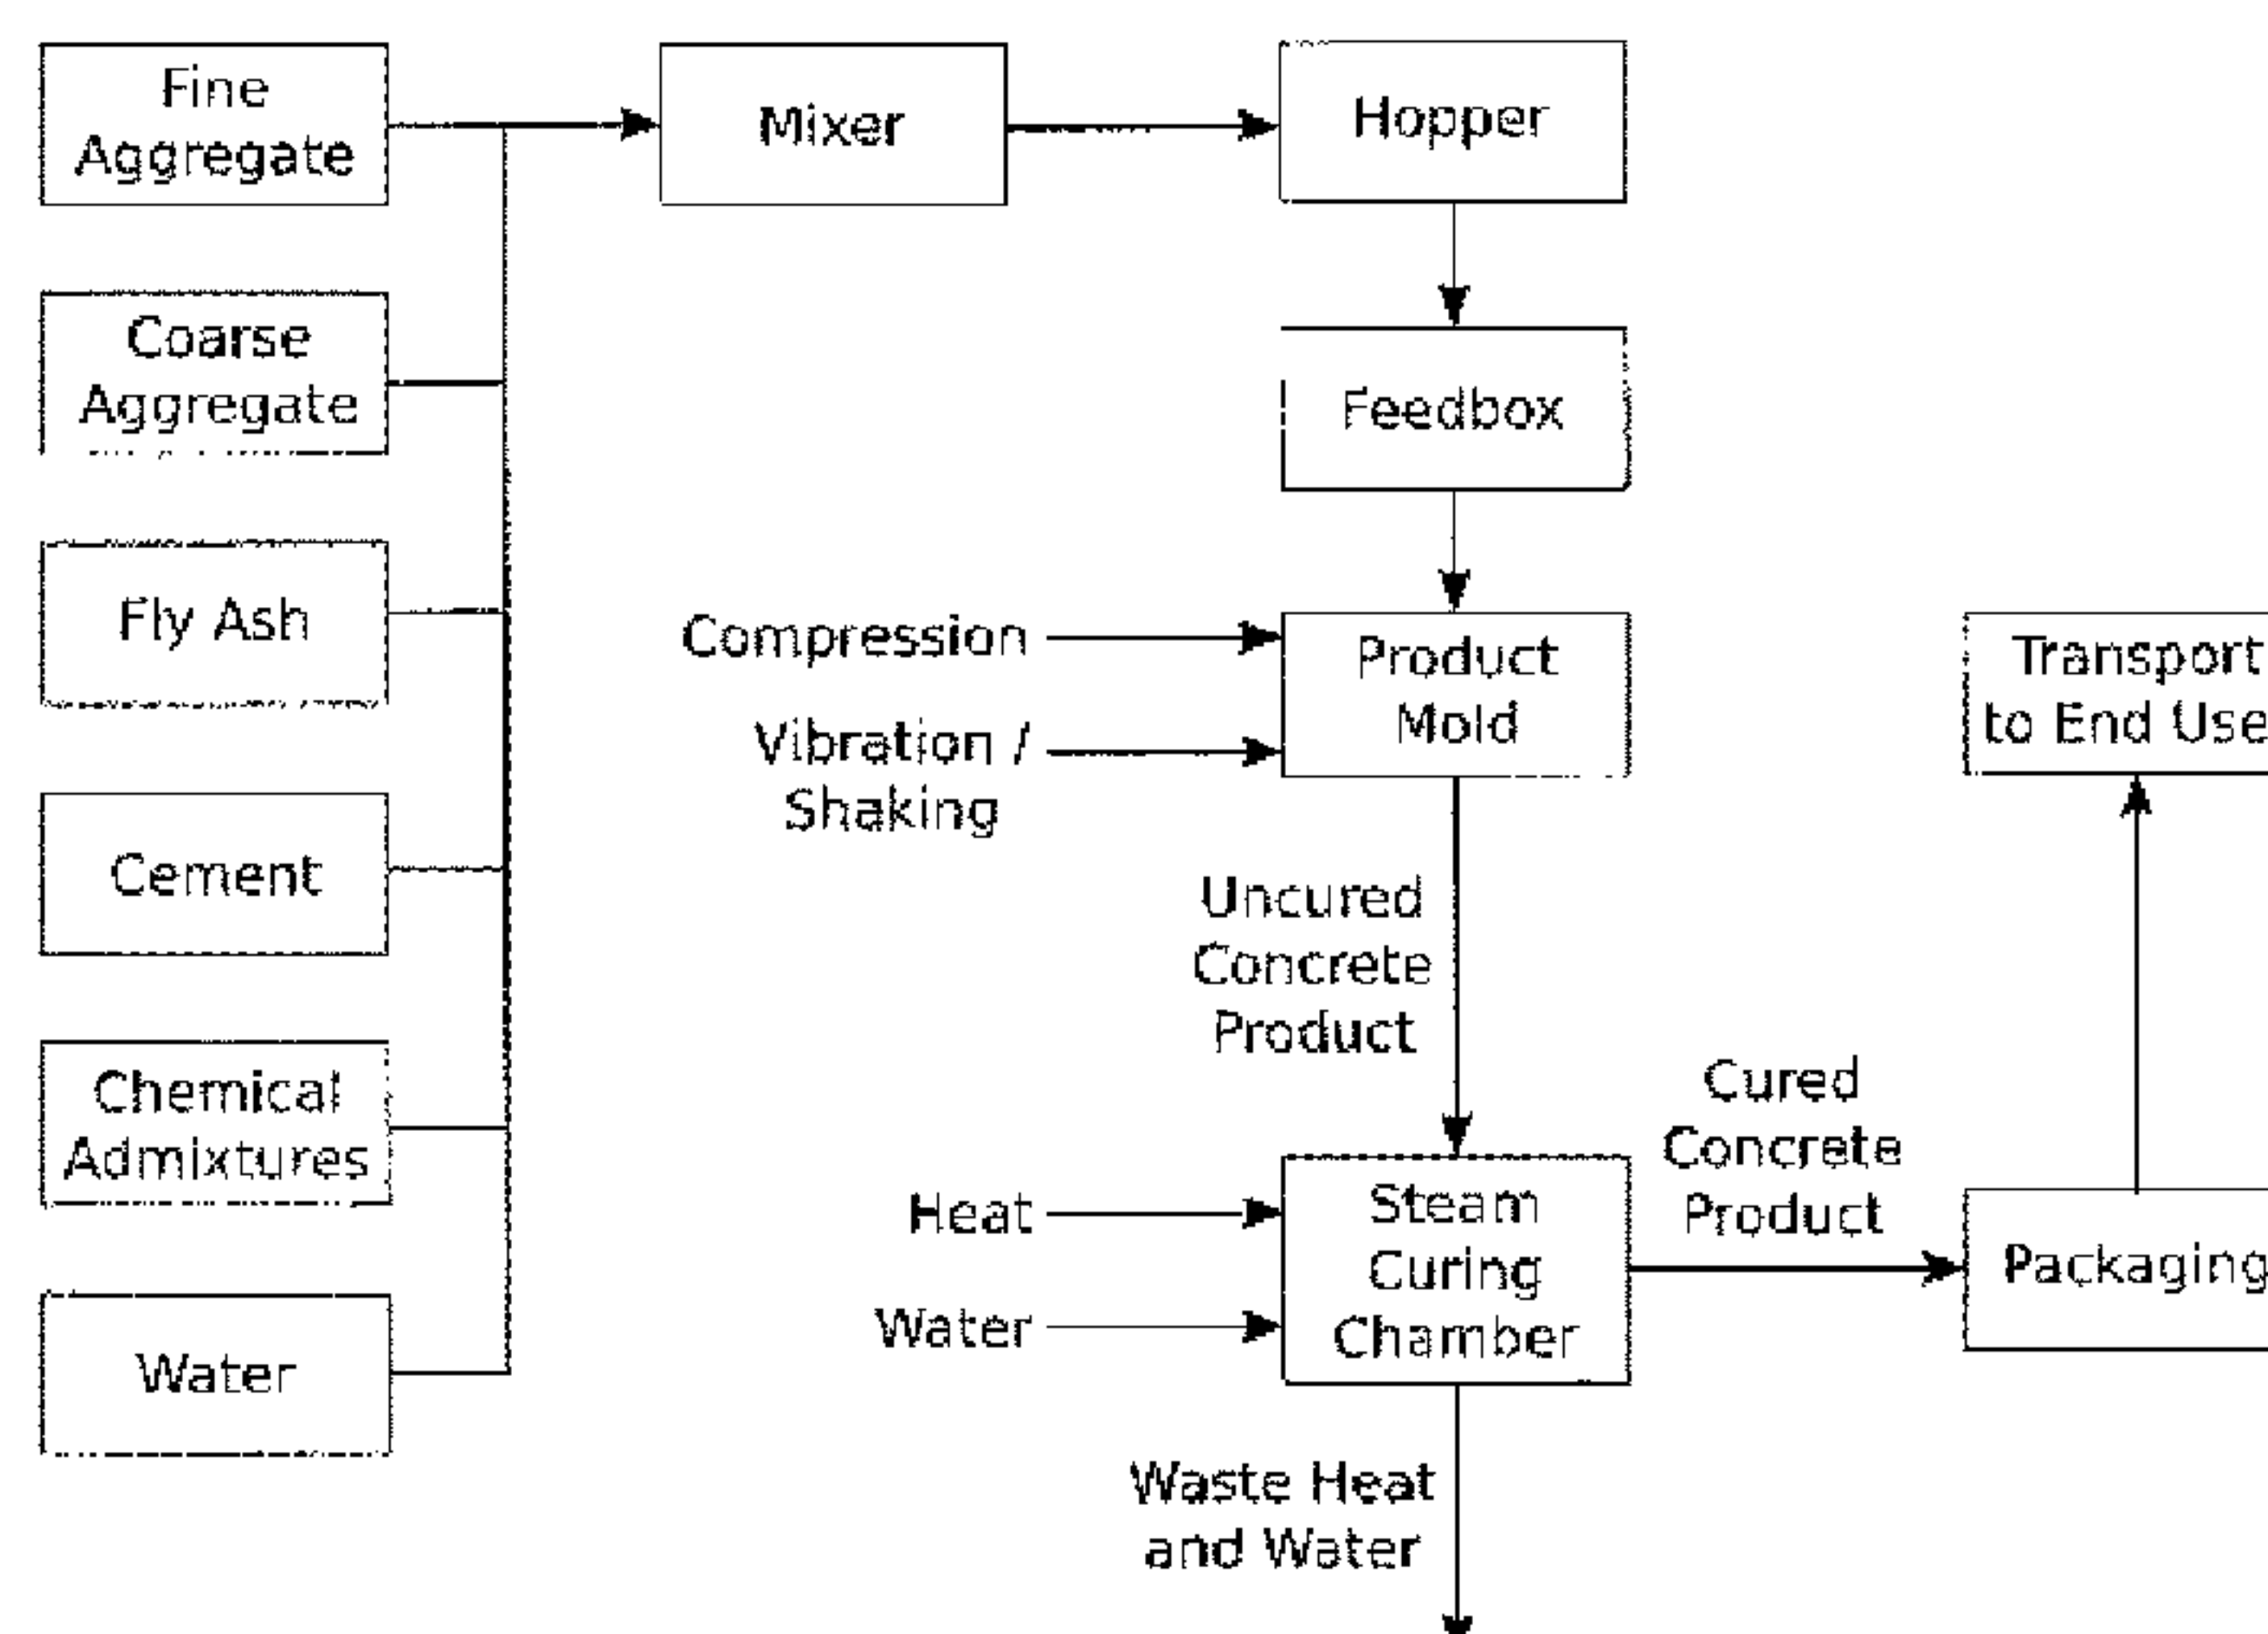 Fine
Aggregate
Mixer
Hopper
Coarse
Aggregate
Feedbox
Fly Ash
Compression
Vibration /
Shaking
Product
Mold
Transport
to End Use
Cement
Uncured
Concrete
Product
Chemical
Admixtures
Cured
Concrete
Product
Heat
Water
Steam
Curing
Chamber
Packaging
Water
Waste Heat
and Water